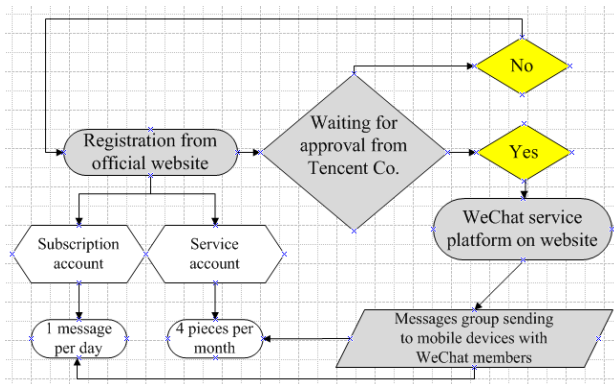 No
Waiting for
approval from
Tencent Co.
Registration from
official website
Yes
WeChat service
platform on website
Subscription
account
Service
account
1 message
per day
4 pieces per
month
Messages group sending
to mobile devices with
WeChat members